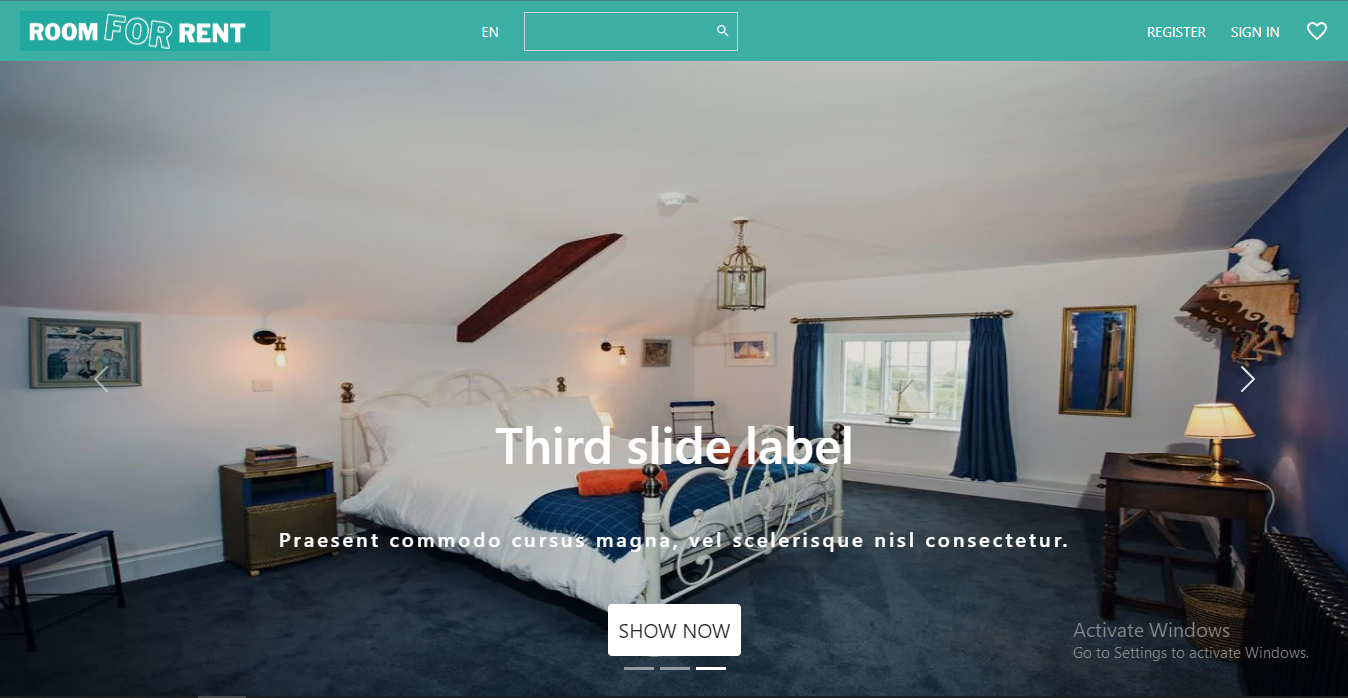 ROOM FOR RENT
EN
REGISTER
SIGN IN
Third slide label
Praesent commodo cursus magna, vel scelerisque nisl consectetur.
SHOW NOW
Activate Windows
Go to Settings to activate Windows.